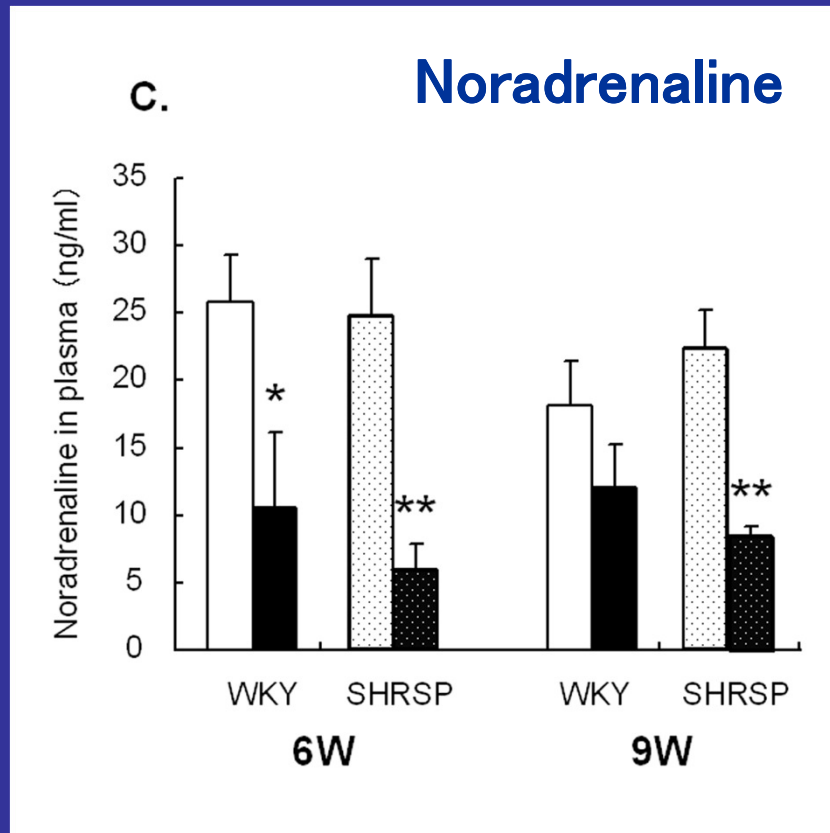 Noradrenaline
C.
Noradrenaline in plasma (ng/ml)
35
30
25
20
15
10
5
0
*
**
**
WKY SHRSP WKY SHRSP
6W 9W